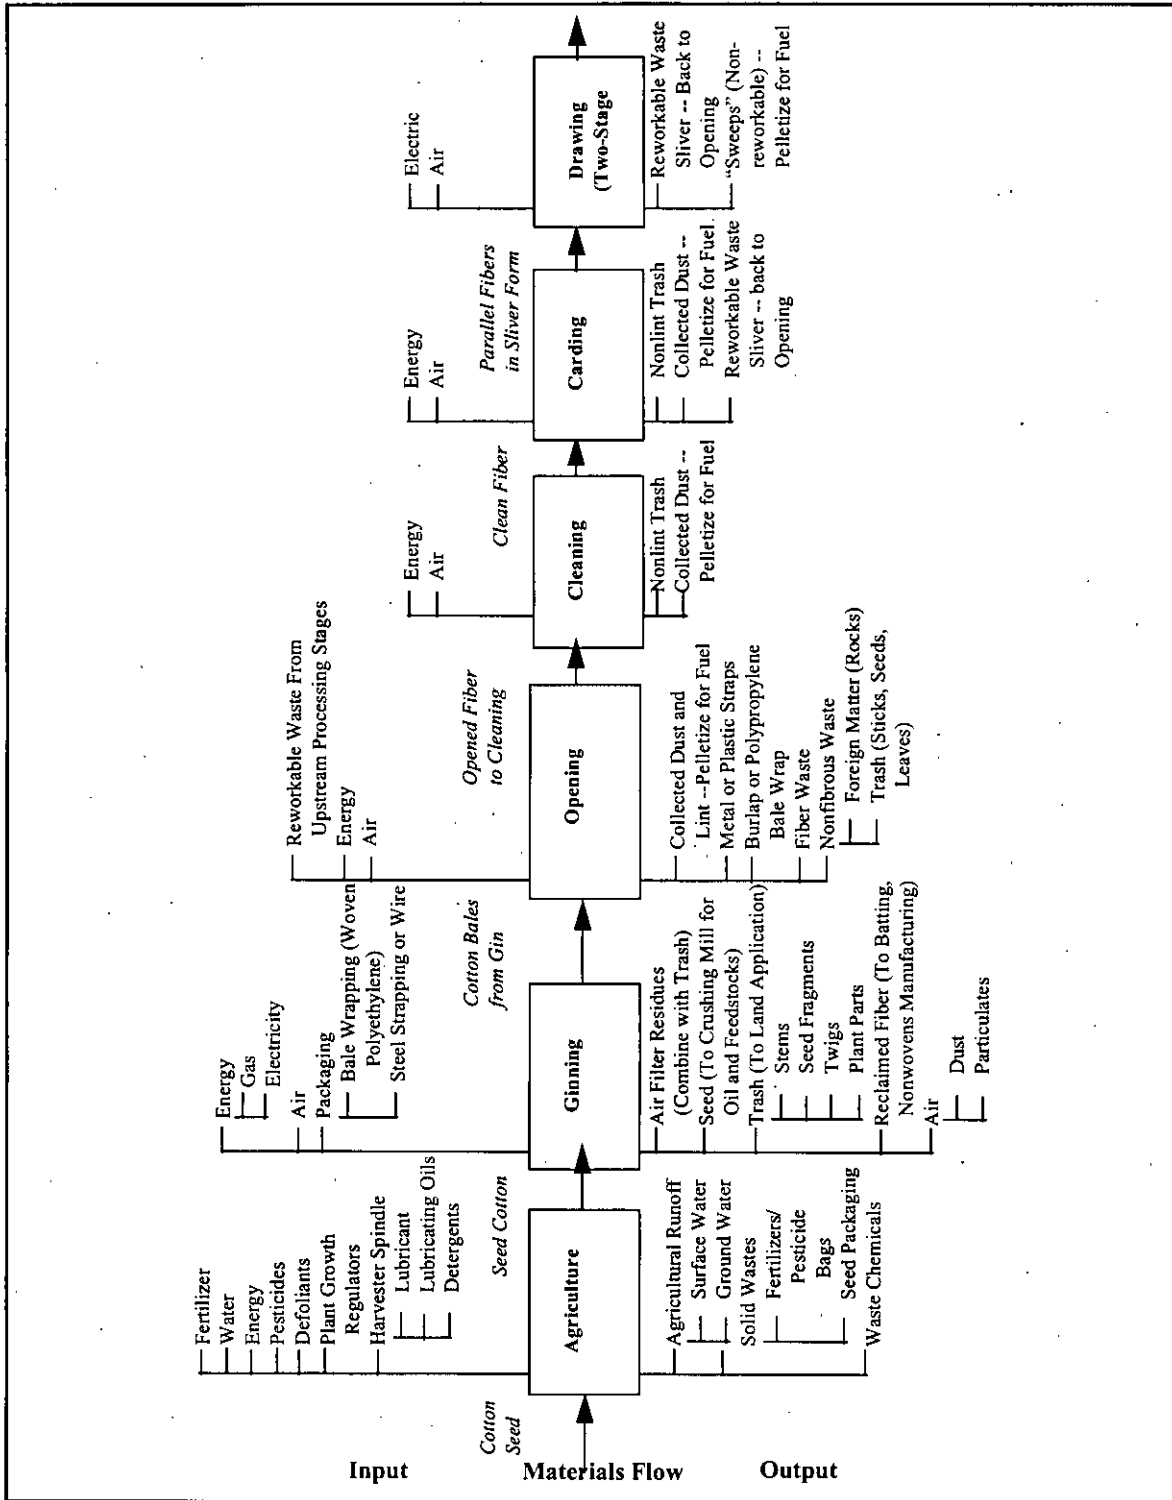 Input
Materials Flow
Output
Cotton
Seed
Fertilizer
Water
Energy
Pesticides
Defoliants
Plant Growth
Regulators
Harvester Spindle
Lubricant
Lubricating Oils
Detergents
Agriculture
Agricultural Runoff
Surface Water
Ground Water
Solid Wastes
Fertilizers/
Pesticide
Bags
Seed Packaging
Waste Chemicals
Seed Cotton
Energy
Gas
Electricity
Air
Packaging
Bale Wrapping (Woven
Polyethylene)
Steel Strapping or Wire
Ginning
Air Filter Residues
(Combine with Trash)
Seed (To Crushing Mill for
Oil and Feedstocks)
Trash (To Land Application)
Stems
Seed Fragments
Twigs
Plant Parts
Reclaimed Fiber (To Batting,
Nonwovens Manufacturing)
Air
Dust
Particulates
Cotton Bales
from Gin
Reworkable Waste From
Upstream Processing Stages
Energy
Air
Opening
Collected Dust and
Lint --Pelletize for Fuel
Metal or Plastic Straps
Burlap or Polypropylene
Bale Wrap
Fiber Waste
Nonfibrous Waste
Foreign Matter (Rocks)
Trash (Sticks, Seeds,
Leaves)
Opened Fiber
to Cleaning
Energy
Air
Cleaning
Nonlint Trash
Collected Dust --
Pelletize for Fuel
Clean Fiber
Energy
Air
Carding
Nonlint Trash
Collected Dust --
Pelletize for Fuel
Reworkable Waste
Sliver -- back to
Opening
Parallel Fibers
in Sliver Form
Electric
Air
Drawing
(Two-Stage
Reworkable Waste
Sliver -- Back to
Opening
"Sweeps" (Non-
reworkable) --
Pelletize for Fuel